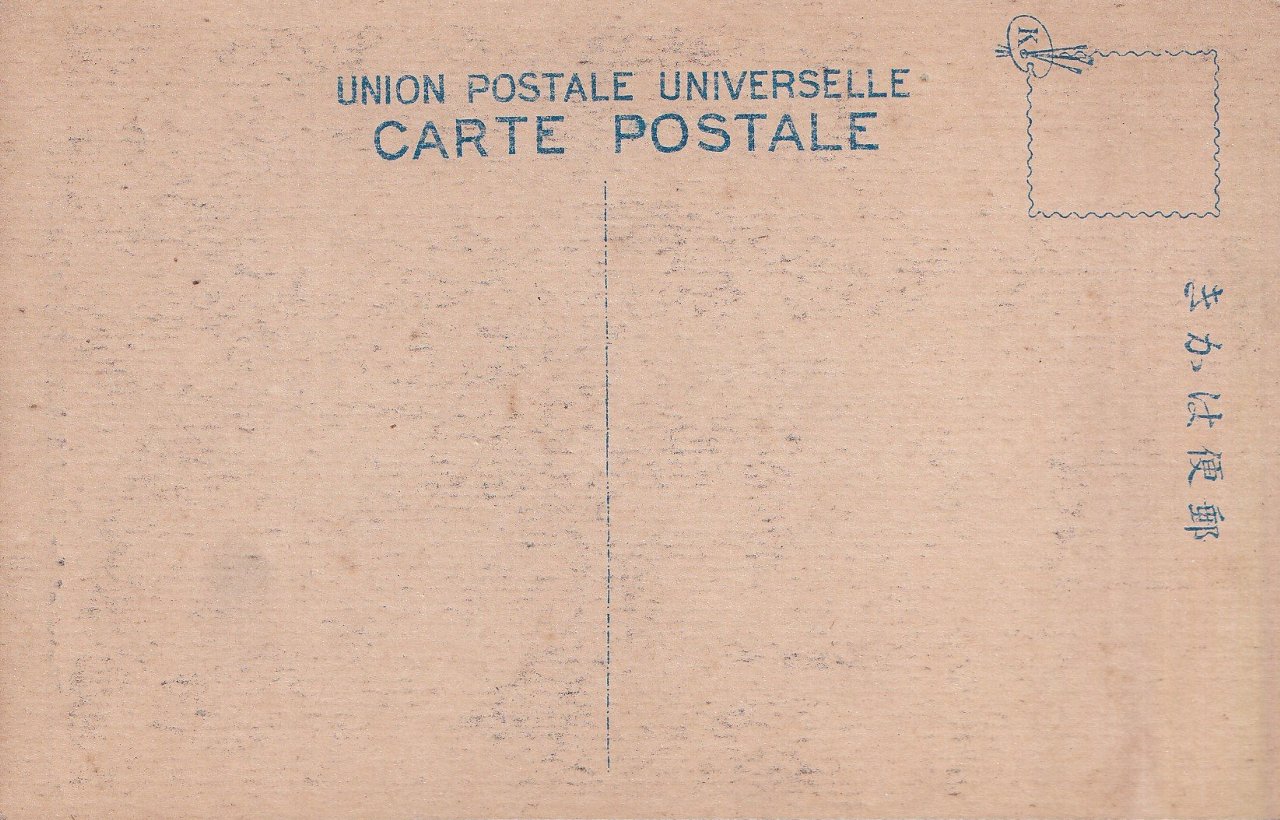 K
UNION POSTALE UNIVERSELLE
CARTE POSTALE
郵便はかき